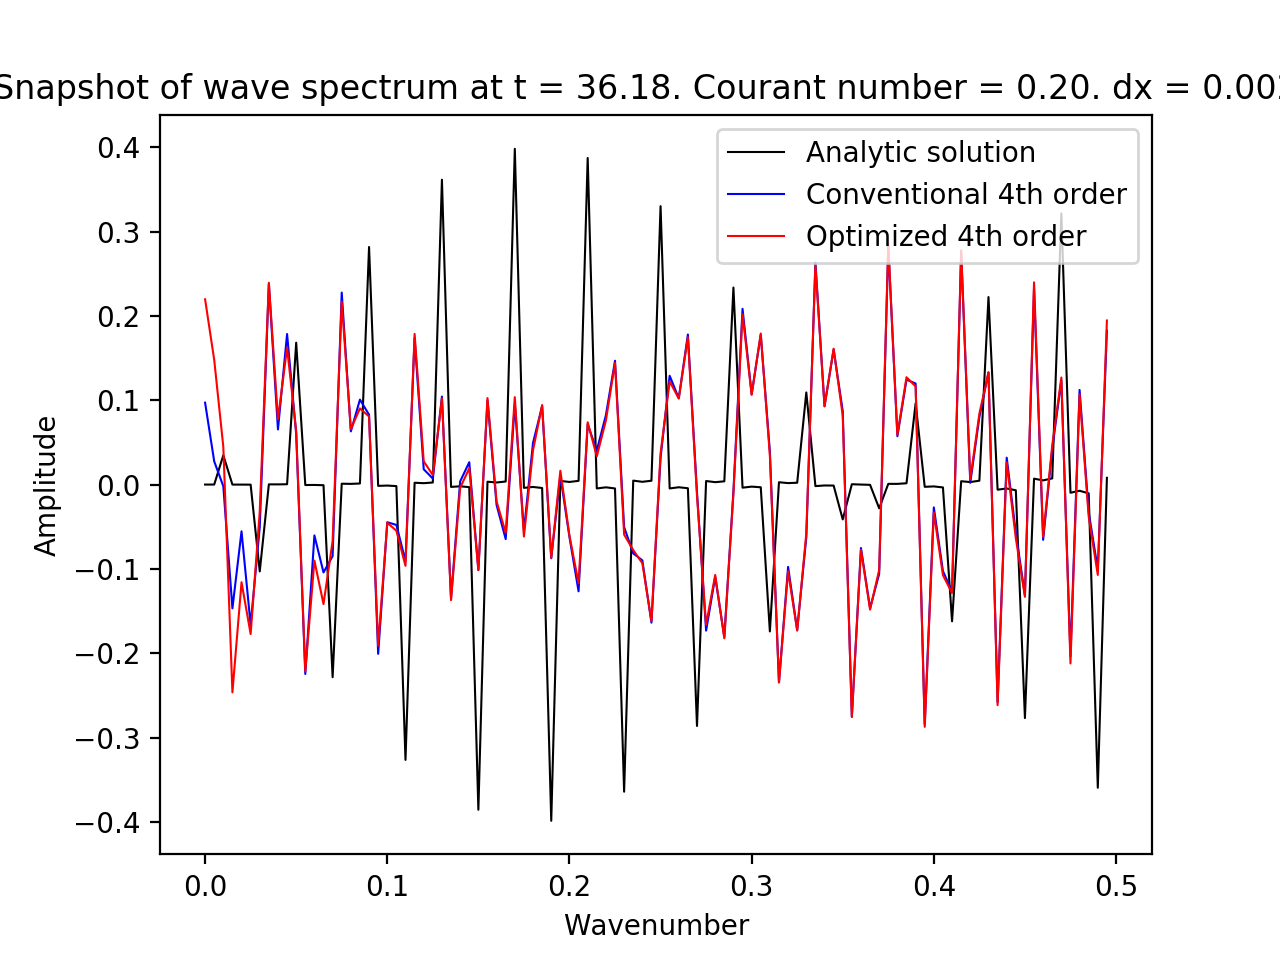 Snapshot of wave spectrum at t = 36.18. Courant number = 0.20. dx = 0.002
Analytic solution
Conventional 4th order
Optimized 4th order
0.4
0.3
0.2
0.1
0.0
−0.1
−0.2
−0.3
−0.4
Amplitude
0.0 0.1 0.2 0.3 0.4 0.5
Wavenumber